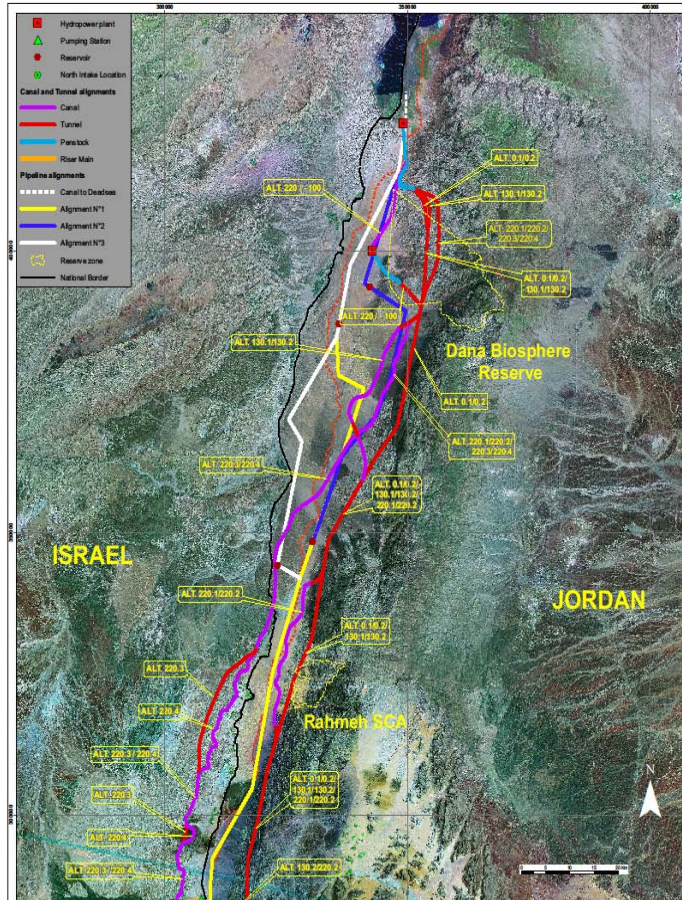 300000
350000
400000
Hydropower plant
Pumping Station
Reservoir
North Intake Location
Canal and Tunnel alignments
Canal
Tunnel
Penstock
Riser Main
Pipeline alignments
Canal to Deadsea
Alignment N°1
Alignment N°2
Alignment N°3
Reserve zone
National Border
ALT. 0.1/0.2
ALT. 130.1/130.2
ALT. 220 / - 100
ALT. 220.1/220.2/
220.3/220.4
ALT. 0.1/0.2/
130.1/130.2
ALT. 220 / - 100
ALT. 130.1/130.2
Dana Biosphere
Reserve
ALT. 0.1/0.2
ALT. 220.1/220.2/
220.3/220.4
ALT. 220.3/220.4
ALT. 0.1/0.2/
130.1/130.2/
220.1/220.2
ISRAEL
JORDAN
ALT. 220.1/220.2
ALT. 0.1/0.2/
130.1/130.2
ALT. 220.3
ALT. 220.4
Rahmeh SCA
ALT. 220.3 / 220.4
ALT. 0.1/0.2/
130.1/130.2/
220.1/220.2
ALT. 220.3
ALT. 220.4
ALT. 220.3 / 220.4
ALT. 130.2/220.2
N